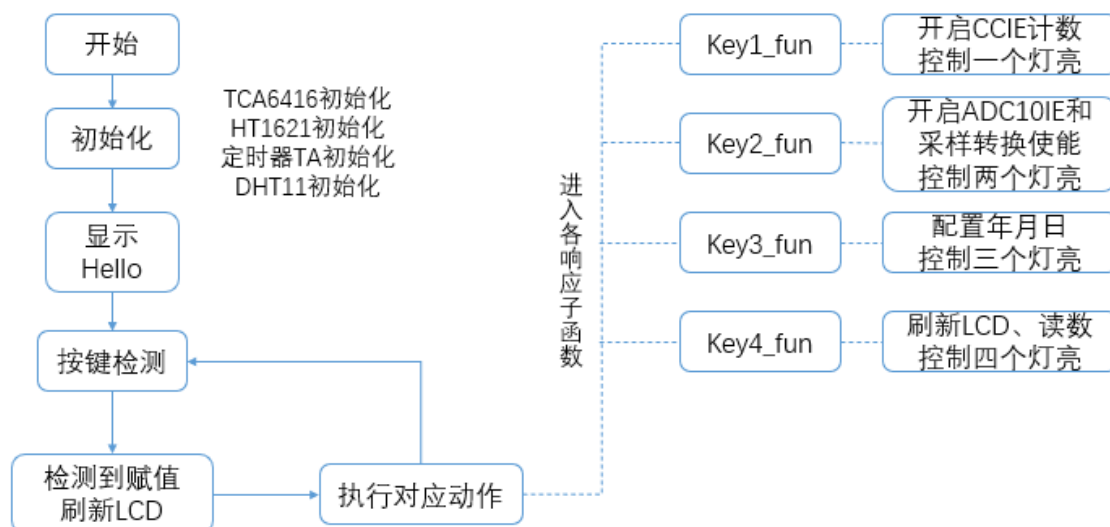 开始
初始化
TCA6416初始化
HT1621初始化
定时器TA初始化
DHT11初始化
显示
Hello
按键检测
检测到赋值
刷新LCD
执行对应动作
进入各响应子函数
Key1_fun
开启CCIE计数
控制一个灯亮
Key2_fun
开启ADC10IE和
采样转换使能
控制两个灯亮
Key3_fun
配置年月日
控制三个灯亮
Key4_fun
刷新LCD、读数
控制四个灯亮